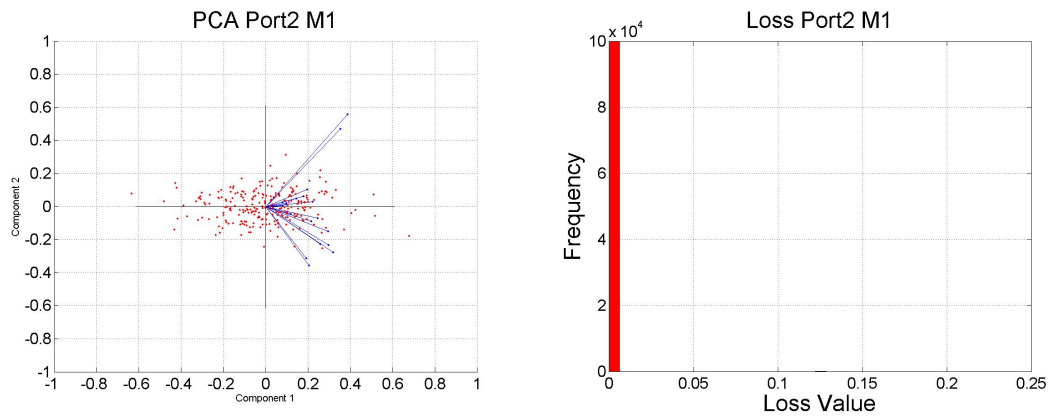 PCA Port2 M1
1
0.8
0.6
0.4
0.2
0
-0.2
-0.4
-0.6
-0.8
-1
Component 2
-1 -0.8 -0.6 -0.4 -0.2 0 0.2 0.4 0.6 0.8 1
Component 1
Loss Port2 M1
x 10^4
10
8
6
4
2
0
Frequency
0 0.05 0.1 0.15 0.2 0.25
Loss Value